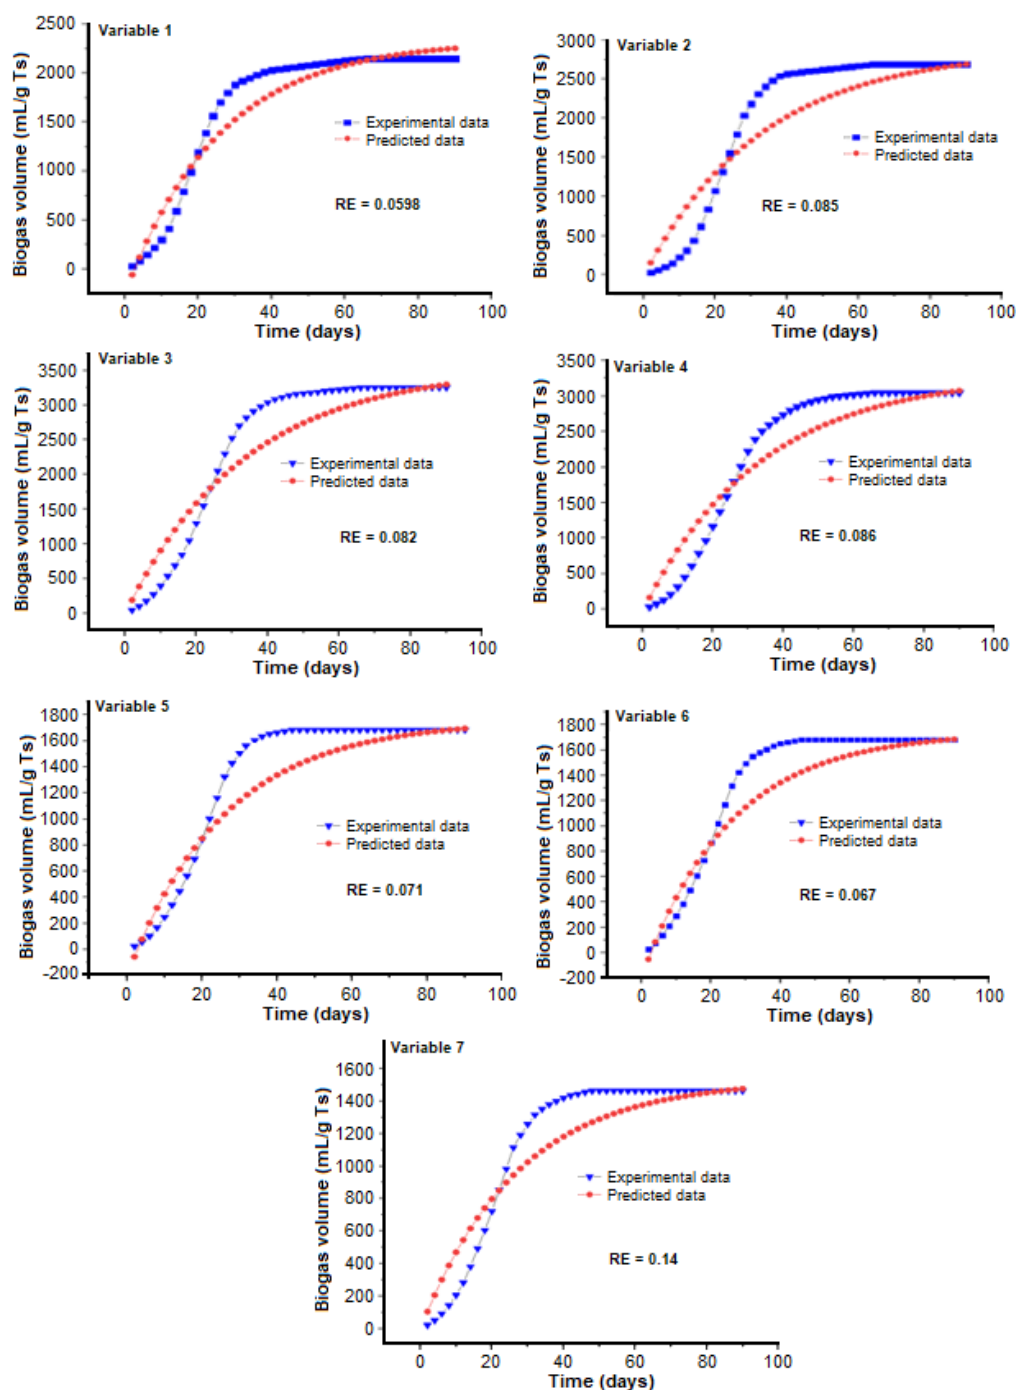 Variable 1
Biogas volume (mL/g Ts)
2500
2000
1500
1000
500
0
Experimental data
Predicted data
RE = 0.0598
0 20 40 60 80 100
Time (days)
Variable 2
Biogas volume (mL/g Ts)
3000
2500
2000
1500
1000
500
0
Experimental data
Predicted data
RE = 0.085
0 20 40 60 80 100
Time (days)
Variable 3
Biogas volume (mL/g Ts)
3500
3000
2500
2000
1500
1000
500
0
Experimental data
Predicted data
RE = 0.082
0 20 40 60 80 100
Time (days)
Variable 4
Biogas volume (mL/g Ts)
3500
3000
2500
2000
1500
1000
500
0
Experimental data
Predicted data
RE = 0.086
0 20 40 60 80 100
Time (days)
Variable 5
Biogas volume (mL/g Ts)
1800
1600
1400
1200
1000
800
600
400
200
0
-200
Experimental data
Predicted data
RE = 0.071
0 20 40 60 80 100
Time (days)
Variable 6
Biogas volume (mL/g Ts)
1800
1600
1400
1200
1000
800
600
400
200
0
-200
Experimental data
Predicted data
RE = 0.067
0 20 40 60 80 100
Time (days)
Variable 7
Biogas volume (mL/g Ts)
1600
1400
1200
1000
800
600
400
200
0
Experimental data
Predicted data
RE = 0.14
0 20 40 60 80 100
Time (days)